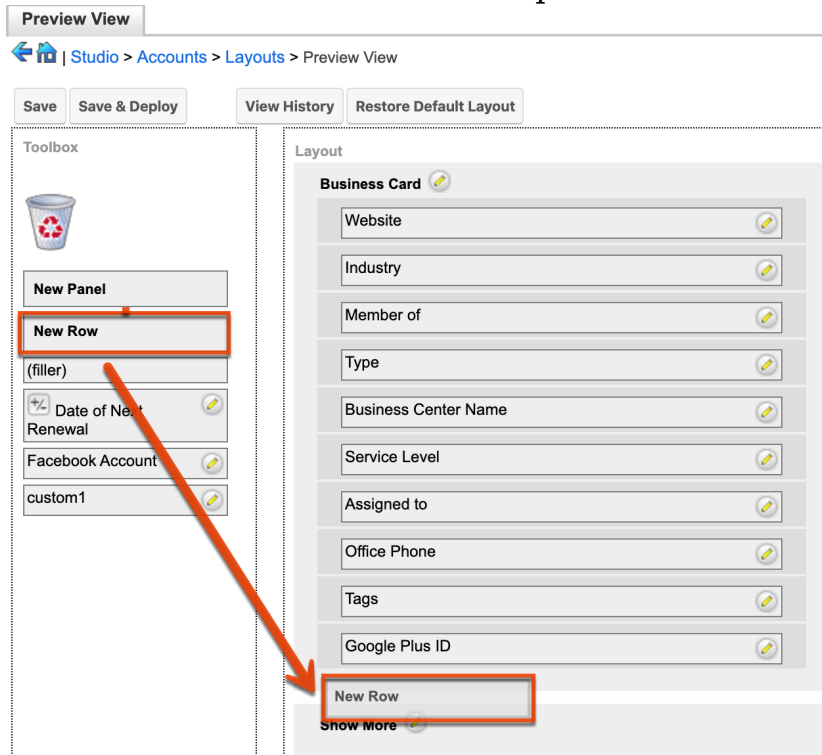 Preview View
| Studio > Accounts > Layouts > Preview View
Save
Save & Deploy
View History
Restore Default Layout
Toolbox
New Panel
New Row
(filler)
+/- Date of Next
Renewal
Facebook Account
custom1
Layout
Business Card
Website
Industry
Member of
Type
Business Center Name
Service Level
Assigned to
Office Phone
Tags
Google Plus ID
New Row
Show More